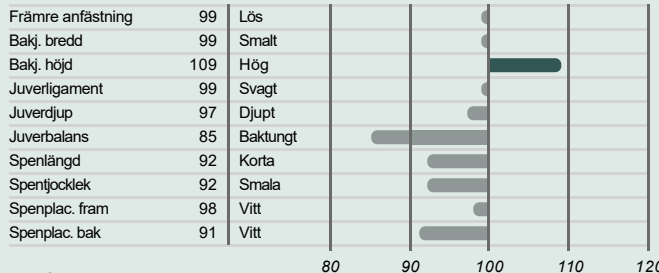 Främre anfästning 99 Lös
Bakj. bredd 99 Smalt
Bakj. höjd 109 Hög
Juverligament 99 Svagt
Juverdjup 97 Djupt
Juverbalans 85 Baktungt
Spenlängd 92 Korta
Spentjocklek 92 Smala
Spenplac. fram 98 Vitt
Spenplac. bak 91 Vitt
80 90 100 110 120